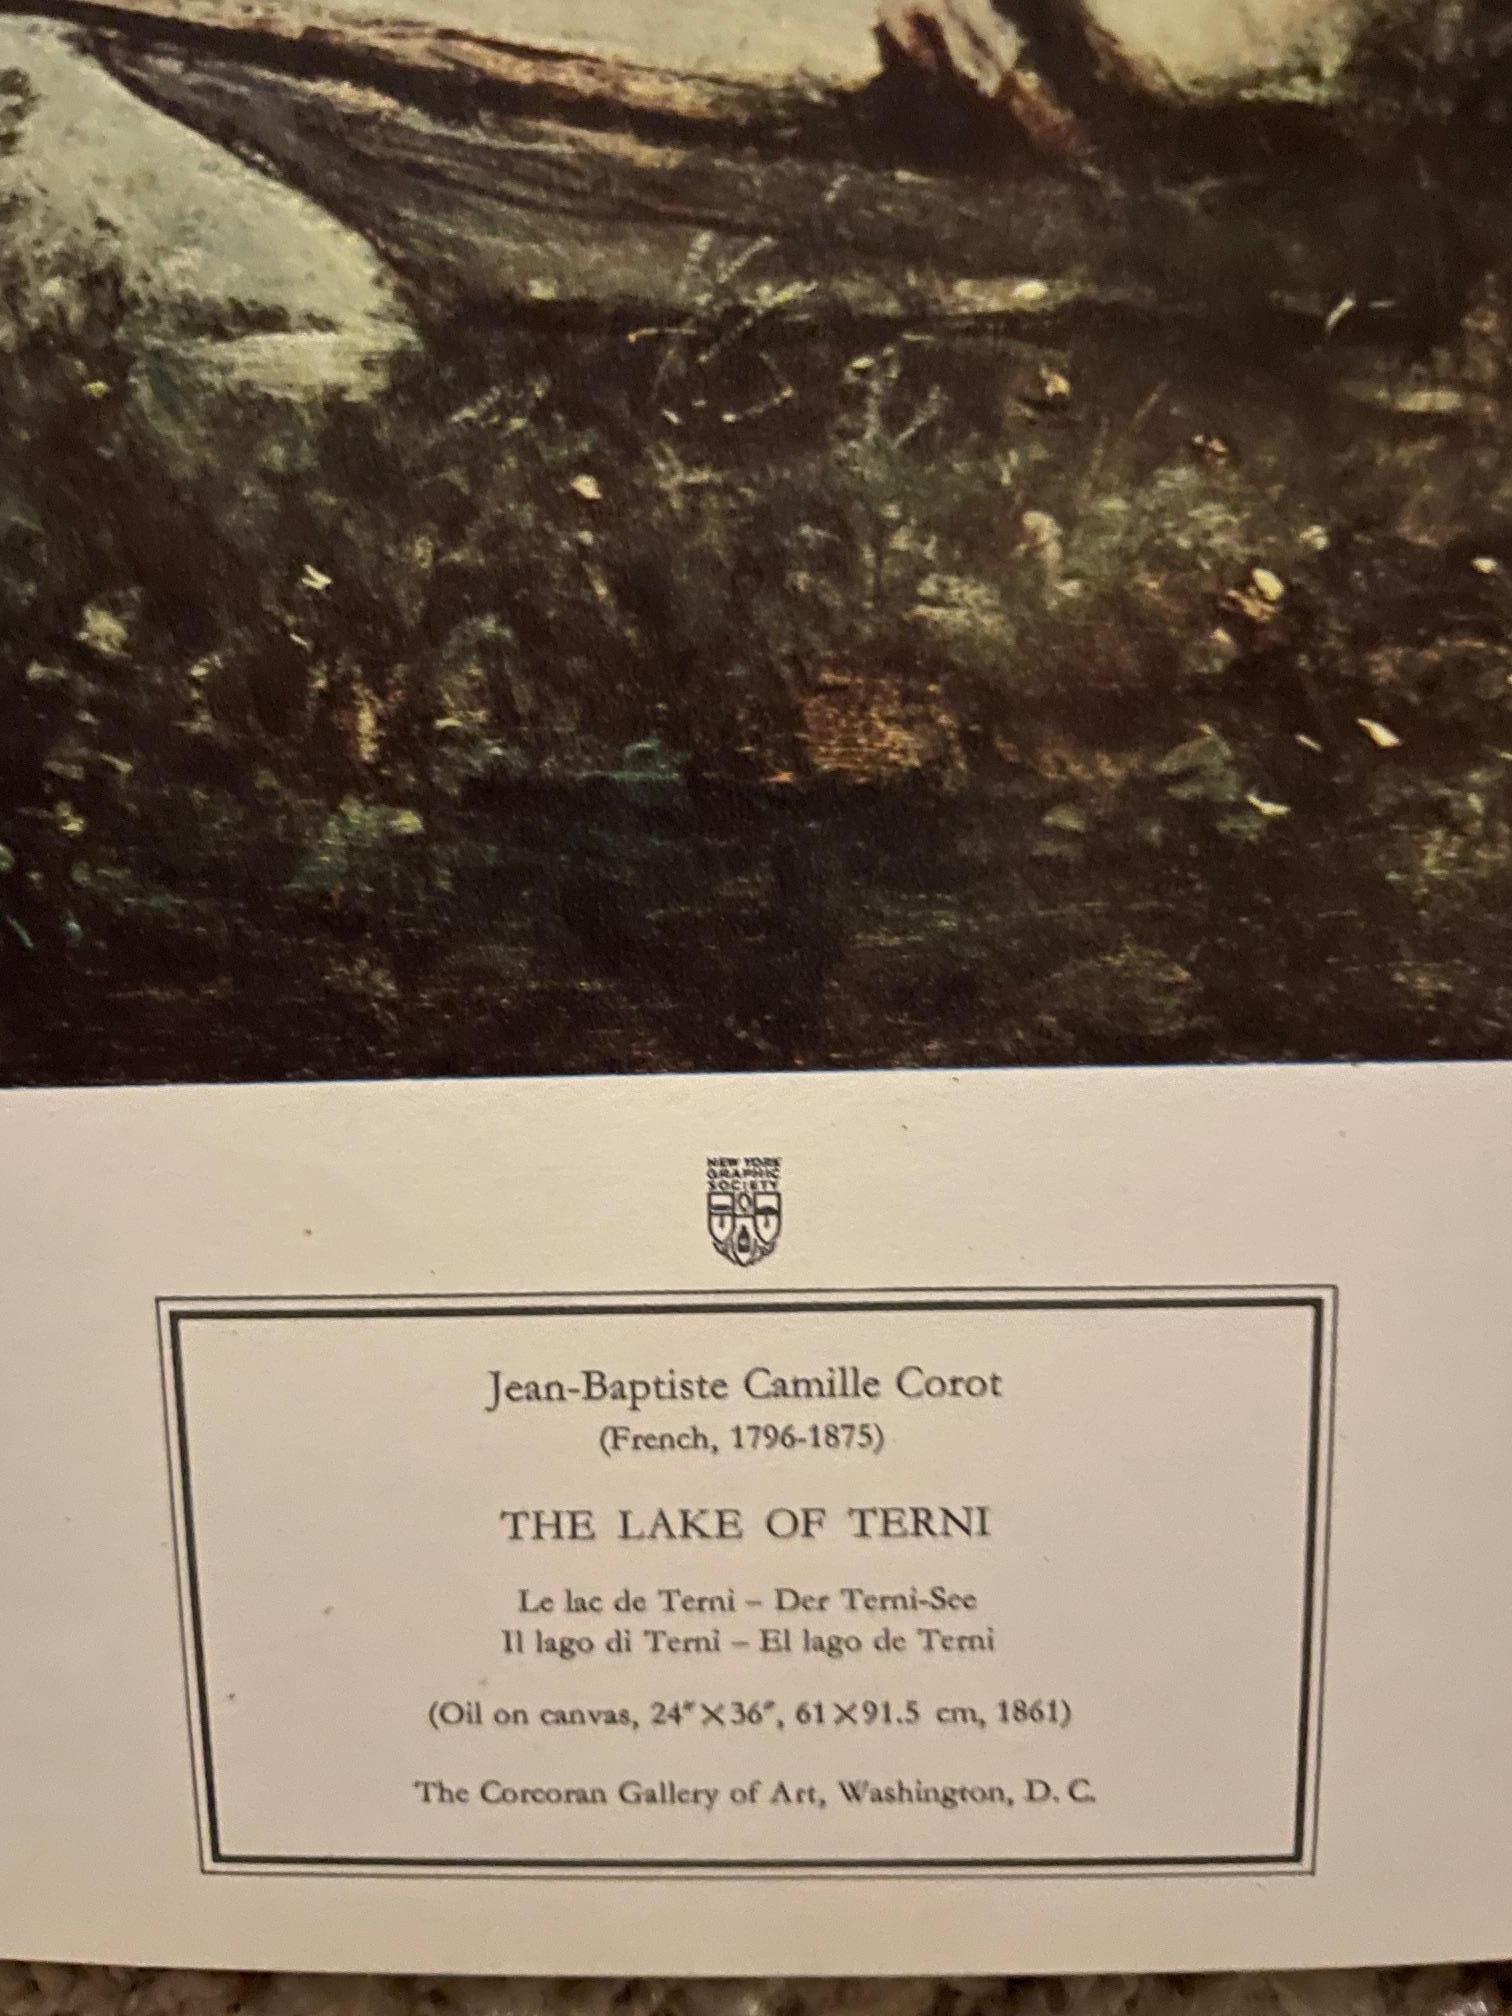 NEW YORK
GRAPHIC
SOCIETY
Jean-Baptiste Camille Corot
(French, 1796-1875)
THE LAKE OF TERNI
Le lac de Terni – Der Terni-See
Il lago di Terni – El lago de Terni
(Oil on canvas, 24"×36", 61×91.5 cm, 1861)
The Corcoran Gallery of Art, Washington, D. C.